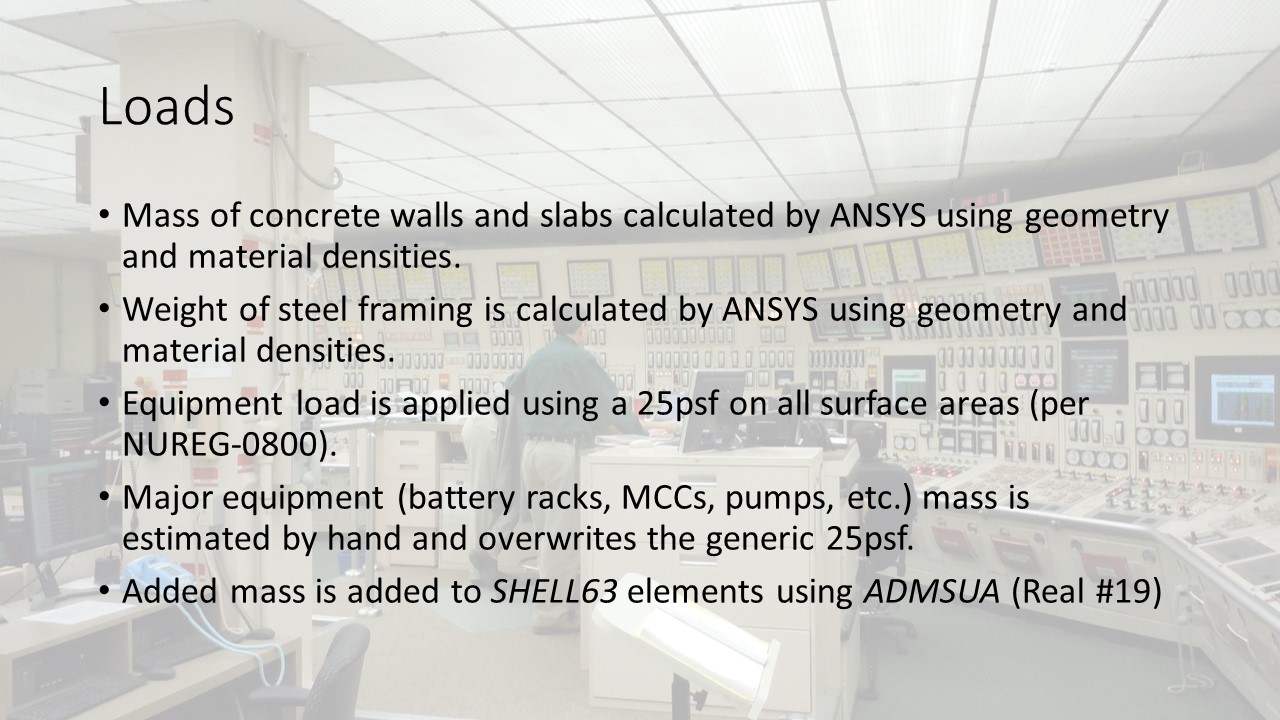 Loads
• Mass of concrete walls and slabs calculated by ANSYS using geometry
and material densities.
• Weight of steel framing is calculated by ANSYS using geometry and
material densities.
• Equipment load is applied using a 25psf on all surface areas (per
NUREG-0800).
• Major equipment (battery racks, MCCs, pumps, etc.) mass is
estimated by hand and overwrites the generic 25psf.
• Added mass is added to SHELL63 elements using ADMSUA (Real #19)